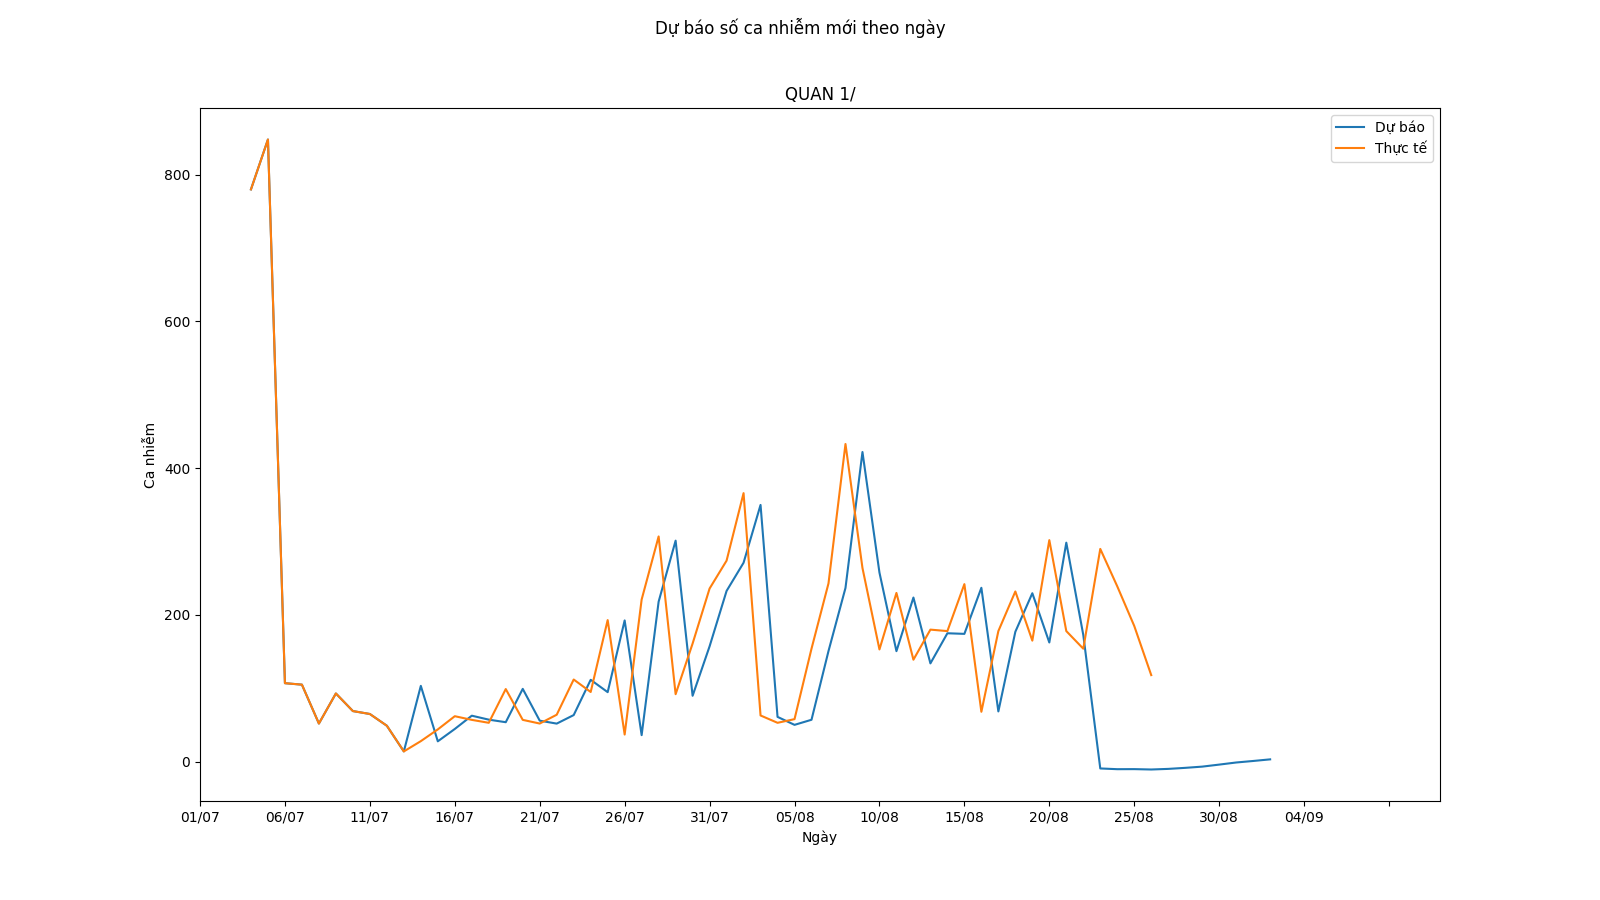 Dự báo số ca nhiễm mới theo ngày
QUAN 1/
Dự báo
Thực tế
800
600
400
200
0
Ca nhiễm
01/07 06/07 11/07 16/07 21/07 26/07 31/07 05/08 10/08 15/08 20/08 25/08 30/08 04/09
Ngày